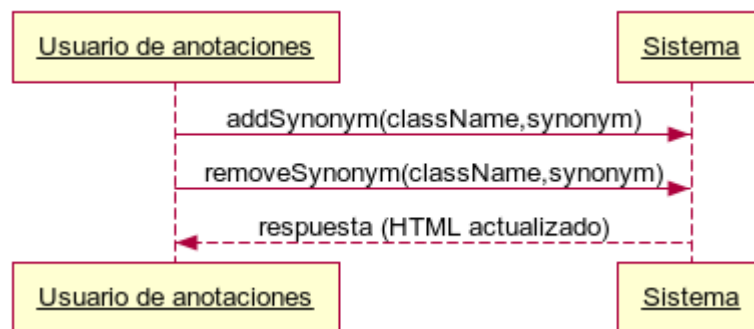 Usuario de anotaciones
Sistema
addSynonym(className,synonym)
removeSynonym(className,synonym)
respuesta (HTML actualizado)
Usuario de anotaciones
Sistema